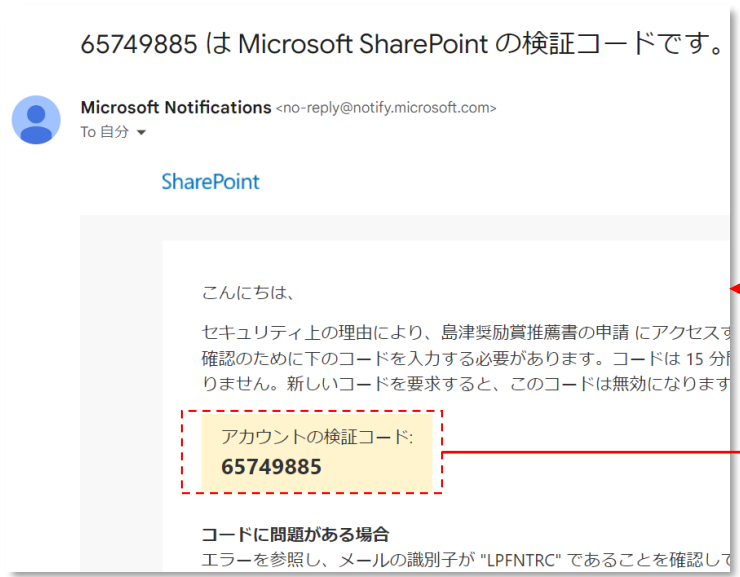 65749885 は Microsoft SharePoint の検証コードです。
Microsoft Notifications <no-reply@notify.microsoft.com>
To 自分
SharePoint
こんにちは、
セキュリティ上の理由により、島津奨励賞推薦書の申請 にアクセスす
確認のために下のコードを入力する必要があります。コードは 15 分
りません。新しいコードを要求すると、このコードは無効になります
アカウントの検証コード:
65749885
コードに問題がある場合
エラーを参照し、メールの識別子が "LPFNTRC" であることを確認して